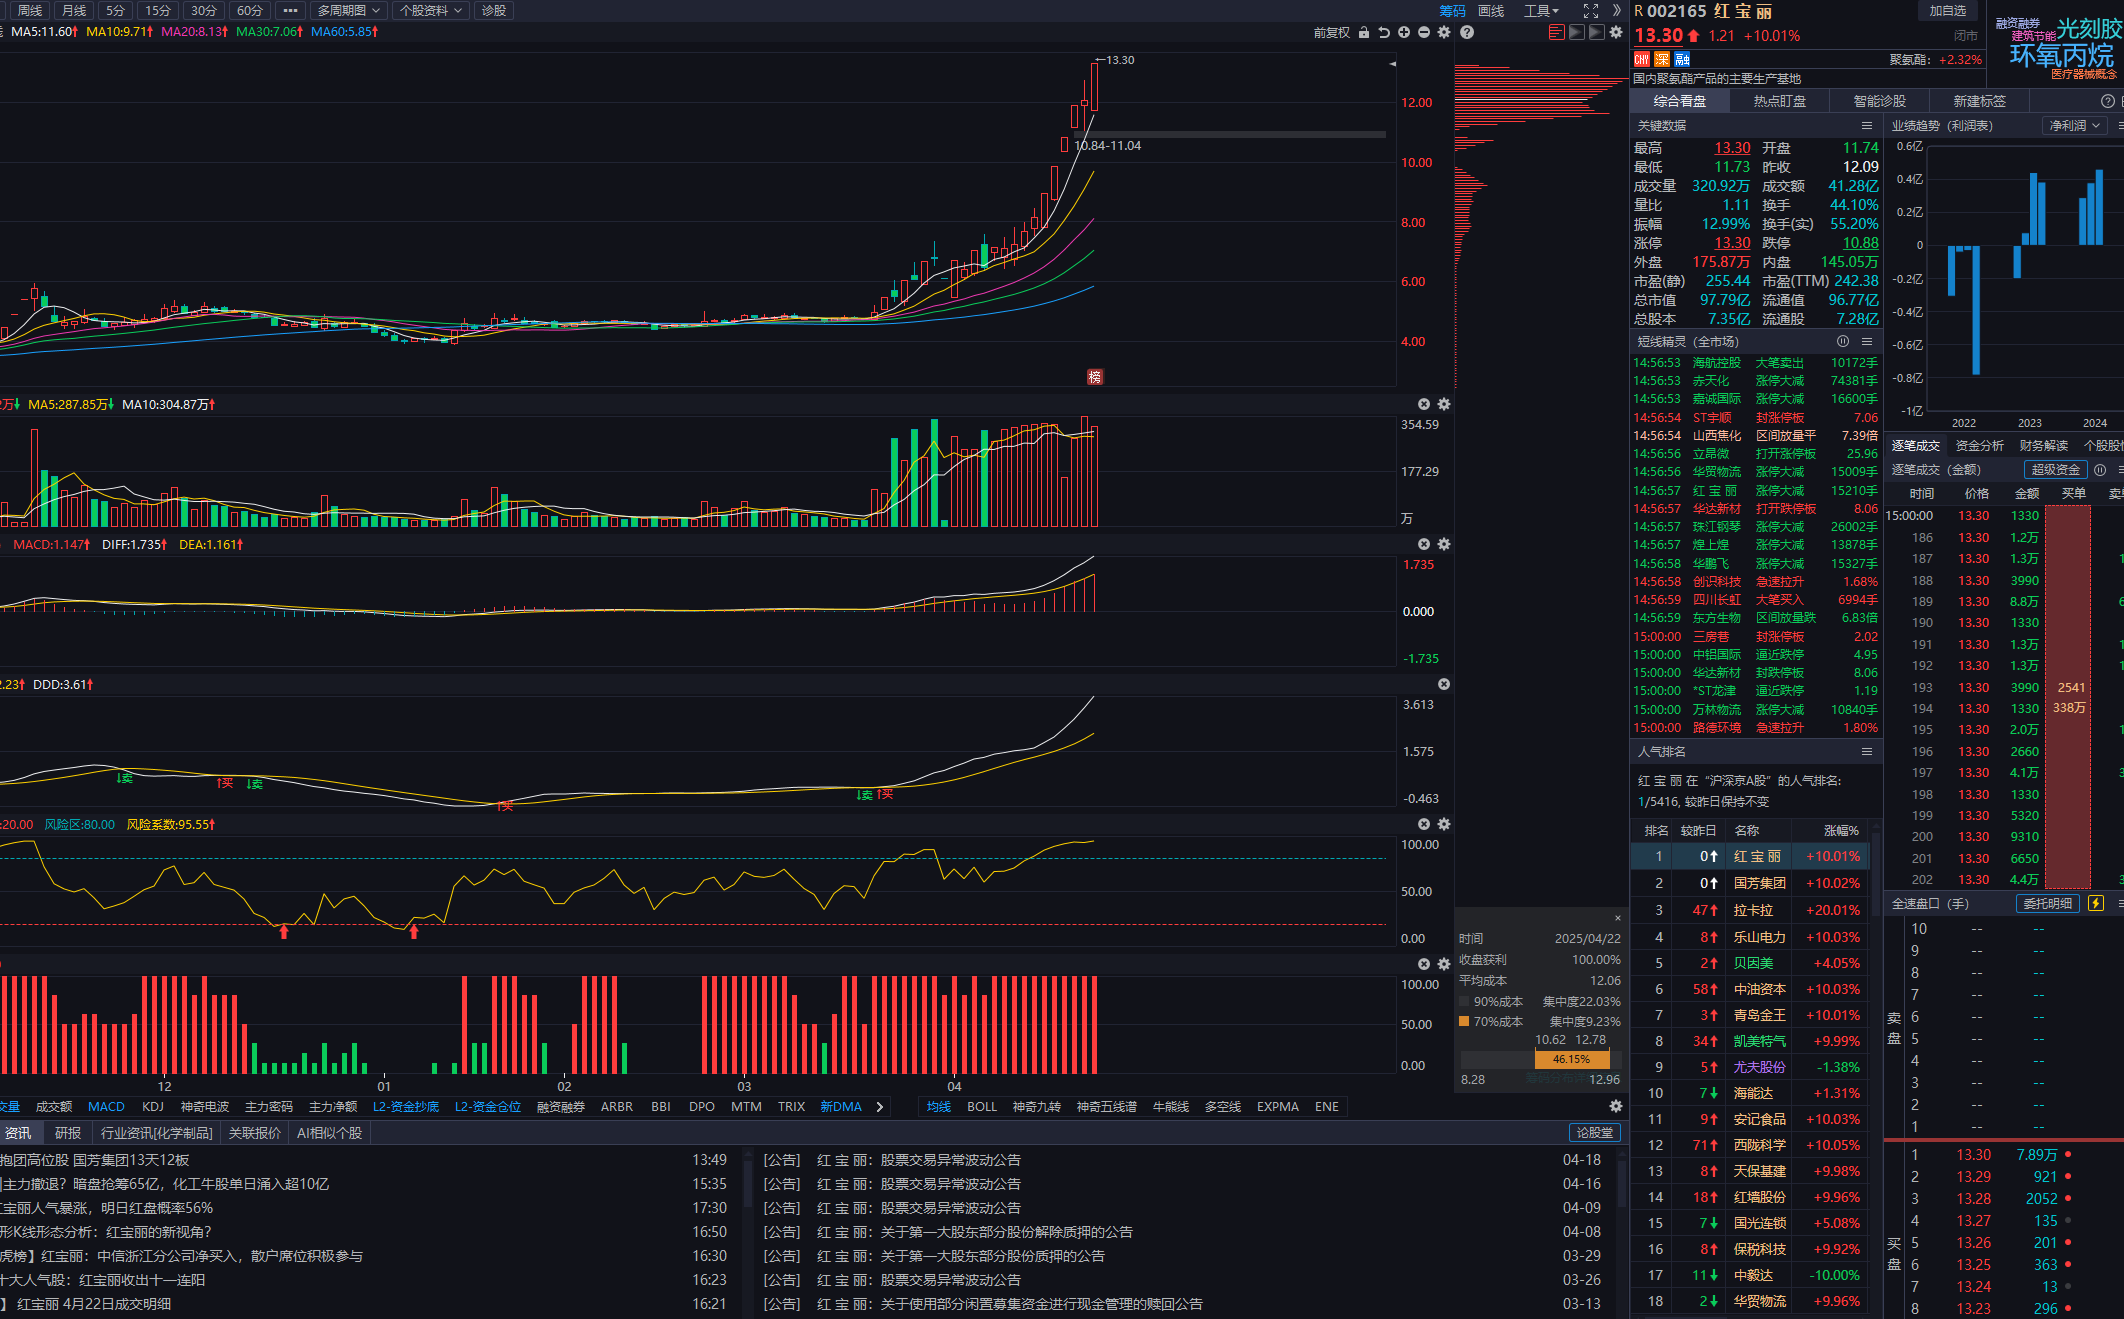 周线 月线 5分 15分 30分 60分 ••• 多周期图 个股资料 诊股 筹码 画线 工具
MA5:11.60 MA10:9.71 MA20:8.13 MA30:7.06 MA60:5.85 前复权
13.30
12.00
10.84-11.04
10.00
8.00
6.00
4.00
榜
MA5:287.85万 MA10:304.87万
354.59
177.29
万
MACD:1.147 DIFF:1.735 DEA:1.161
1.735
0.000
-1.735
2.23 DDD:3.61
3.613
1.575
-0.463
↓卖 ↑买 ↓卖 ↑买 ↓卖 ↑买
:20.00 风险区:80.00 风险系数:95.55
100.00
50.00
0.00
100.00
50.00
0.00
12 01 02 03 04
时间 2025/04/22
收盘获利 100.00%
平均成本 12.06
90%成本 集中度22.03%
70%成本 集中度9.23%
10.62 12.78
46.15%
8.28 12.96
交量 成交额 MACD KDJ 神奇电波 主力密码 主力净额 L2-资金抄底 L2-资金仓位 融资融券 ARBR BBI DPO MTM TRIX 新DMA
均线 BOLL 神奇九转 神奇五线谱 牛能线 多空线 EXPMA ENE
资讯 研报 行业资讯[化学制品] 关联报价 AI相似个股 论股堂
抱团高位股 国芳集团13天12板 13:49
主力撤退？暗盘抢筹65亿，化工牛股单日涌入超10亿 15:35
红宝丽人气暴涨，明日红盘概率56% 17:30
形K线形态分析：红宝丽的新视角？ 16:50
虎榜】红宝丽：中信浙江分公司净买入，散户席位积极参与 16:30
十大人气股：红宝丽收出十一连阳 16:23
】 红宝丽 4月22日成交明细 16:21
[公告] 红 宝 丽：股票交易异常波动公告 04-18
[公告] 红 宝 丽：股票交易异常波动公告 04-16
[公告] 红 宝 丽：股票交易异常波动公告 04-09
[公告] 红 宝 丽：关于第一大股东部分股份解除质押的公告 04-08
[公告] 红 宝 丽：关于第一大股东部分股份质押的公告 03-29
[公告] 红 宝 丽：股票交易异常波动公告 03-26
[公告] 红 宝 丽：关于使用部分闲置募集资金进行现金管理的赎回公告 03-13
R 002165 红 宝 丽 加自选
13.30 1.21 +10.01% 闭市
CNY 深 融 聚氨酯：+2.32%
国内聚氨酯产品的主要生产基地
融资融券 光刻胶
建筑节能
环氧丙烷
医疗器械概念
综合看盘 热点盯盘 智能诊股 新建标签
关键数据
最高 13.30 开盘 11.74
最低 11.73 昨收 12.09
成交量 320.92万 成交额 41.28亿
量比 1.11 换手 44.10%
振幅 12.99% 换手(实) 55.20%
涨停 13.30 跌停 10.88
外盘 175.87万 内盘 145.05万
市盈(静) 255.44 市盈(TTM) 242.38
总市值 97.79亿 流通值 96.77亿
总股本 7.35亿 流通股 7.28亿
短线精灵 (全市场)
14:56:53 海航控股 大笔卖出 10172手
14:56:53 赤天化 涨停大减 74381手
14:56:53 嘉诚国际 涨停大减 16600手
14:56:54 ST宇顺 封涨停板 7.06
14:56:54 山西焦化 区间放量平 7.39倍
14:56:56 立昂微 打开涨停板 25.96
14:56:56 华贸物流 涨停大减 15009手
14:56:57 红 宝 丽 涨停大减 15210手
14:56:57 华达新材 打开跌停板 8.06
14:56:57 珠江钢琴 涨停大减 26002手
14:56:57 煌上煌 涨停大减 13878手
14:56:58 华鹏飞 涨停大减 15327手
14:56:58 创识科技 急速拉升 1.68%
14:56:59 四川长虹 大笔买入 6994手
14:56:59 东方生物 区间放量跌 6.83倍
15:00:00 三房巷 封涨停板 2.02
15:00:00 中铝国际 逼近跌停 4.95
15:00:00 华达新材 封跌停板 8.06
15:00:00 *ST龙津 逼近跌停 1.19
15:00:00 万林物流 涨停大减 10840手
15:00:00 路德环境 急速拉升 1.80%
人气排名
红 宝 丽 在 “沪深京A股” 的人气排名:
1/5416, 较昨日保持不变
排名 较昨日 名称 涨幅%
1 0 红 宝 丽 +10.01%
2 0 国芳集团 +10.02%
3 47 拉卡拉 +20.01%
4 8 乐山电力 +10.03%
5 2 贝因美 +4.05%
6 58 中油资本 +10.03%
7 3 青岛金王 +10.01%
8 34 凯美特气 +9.99%
9 5 尤夫股份 -1.38%
10 7 海能达 +1.31%
11 9 安记食品 +10.03%
12 71 西陇科学 +10.05%
13 8 天保基建 +9.98%
14 18 红墙股份 +9.96%
15 7 国光连锁 +5.08%
16 8 保税科技 +9.92%
17 11 中毅达 -10.00%
18 2 华贸物流 +9.96%
业绩趋势 (利润表) 净利润
0.6亿
0.4亿
0.2亿
0
-0.2亿
-0.4亿
-0.6亿
-0.8亿
-1亿
2022 2023 2024
逐笔成交 资金分析 财务解读
逐笔成交 (金额) 超级资金
时间 价格 金额 买单
15:00:00 13.30 1330
186 13.30 1.2万
187 13.30 1.3万
188 13.30 3990
189 13.30 8.8万
190 13.30 1330
191 13.30 1.3万
192 13.30 1.3万
193 13.30 3990 2541
194 13.30 1330 338万
195 13.30 2.0万
196 13.30 2660
197 13.30 4.1万
198 13.30 1330
199 13.30 5320
200 13.30 9310
201 13.30 6650
202 13.30 4.4万
全速盘口 (手) 委托明细
卖盘
10 -- --
9 -- --
8 -- --
7 -- --
6 -- --
5 -- --
4 -- --
3 -- --
2 -- --
1 -- --
买盘
1 13.30 7.89万
2 13.29 921
3 13.28 2052
4 13.27 135
5 13.26 201
6 13.25 363
7 13.24 13
8 13.23 296